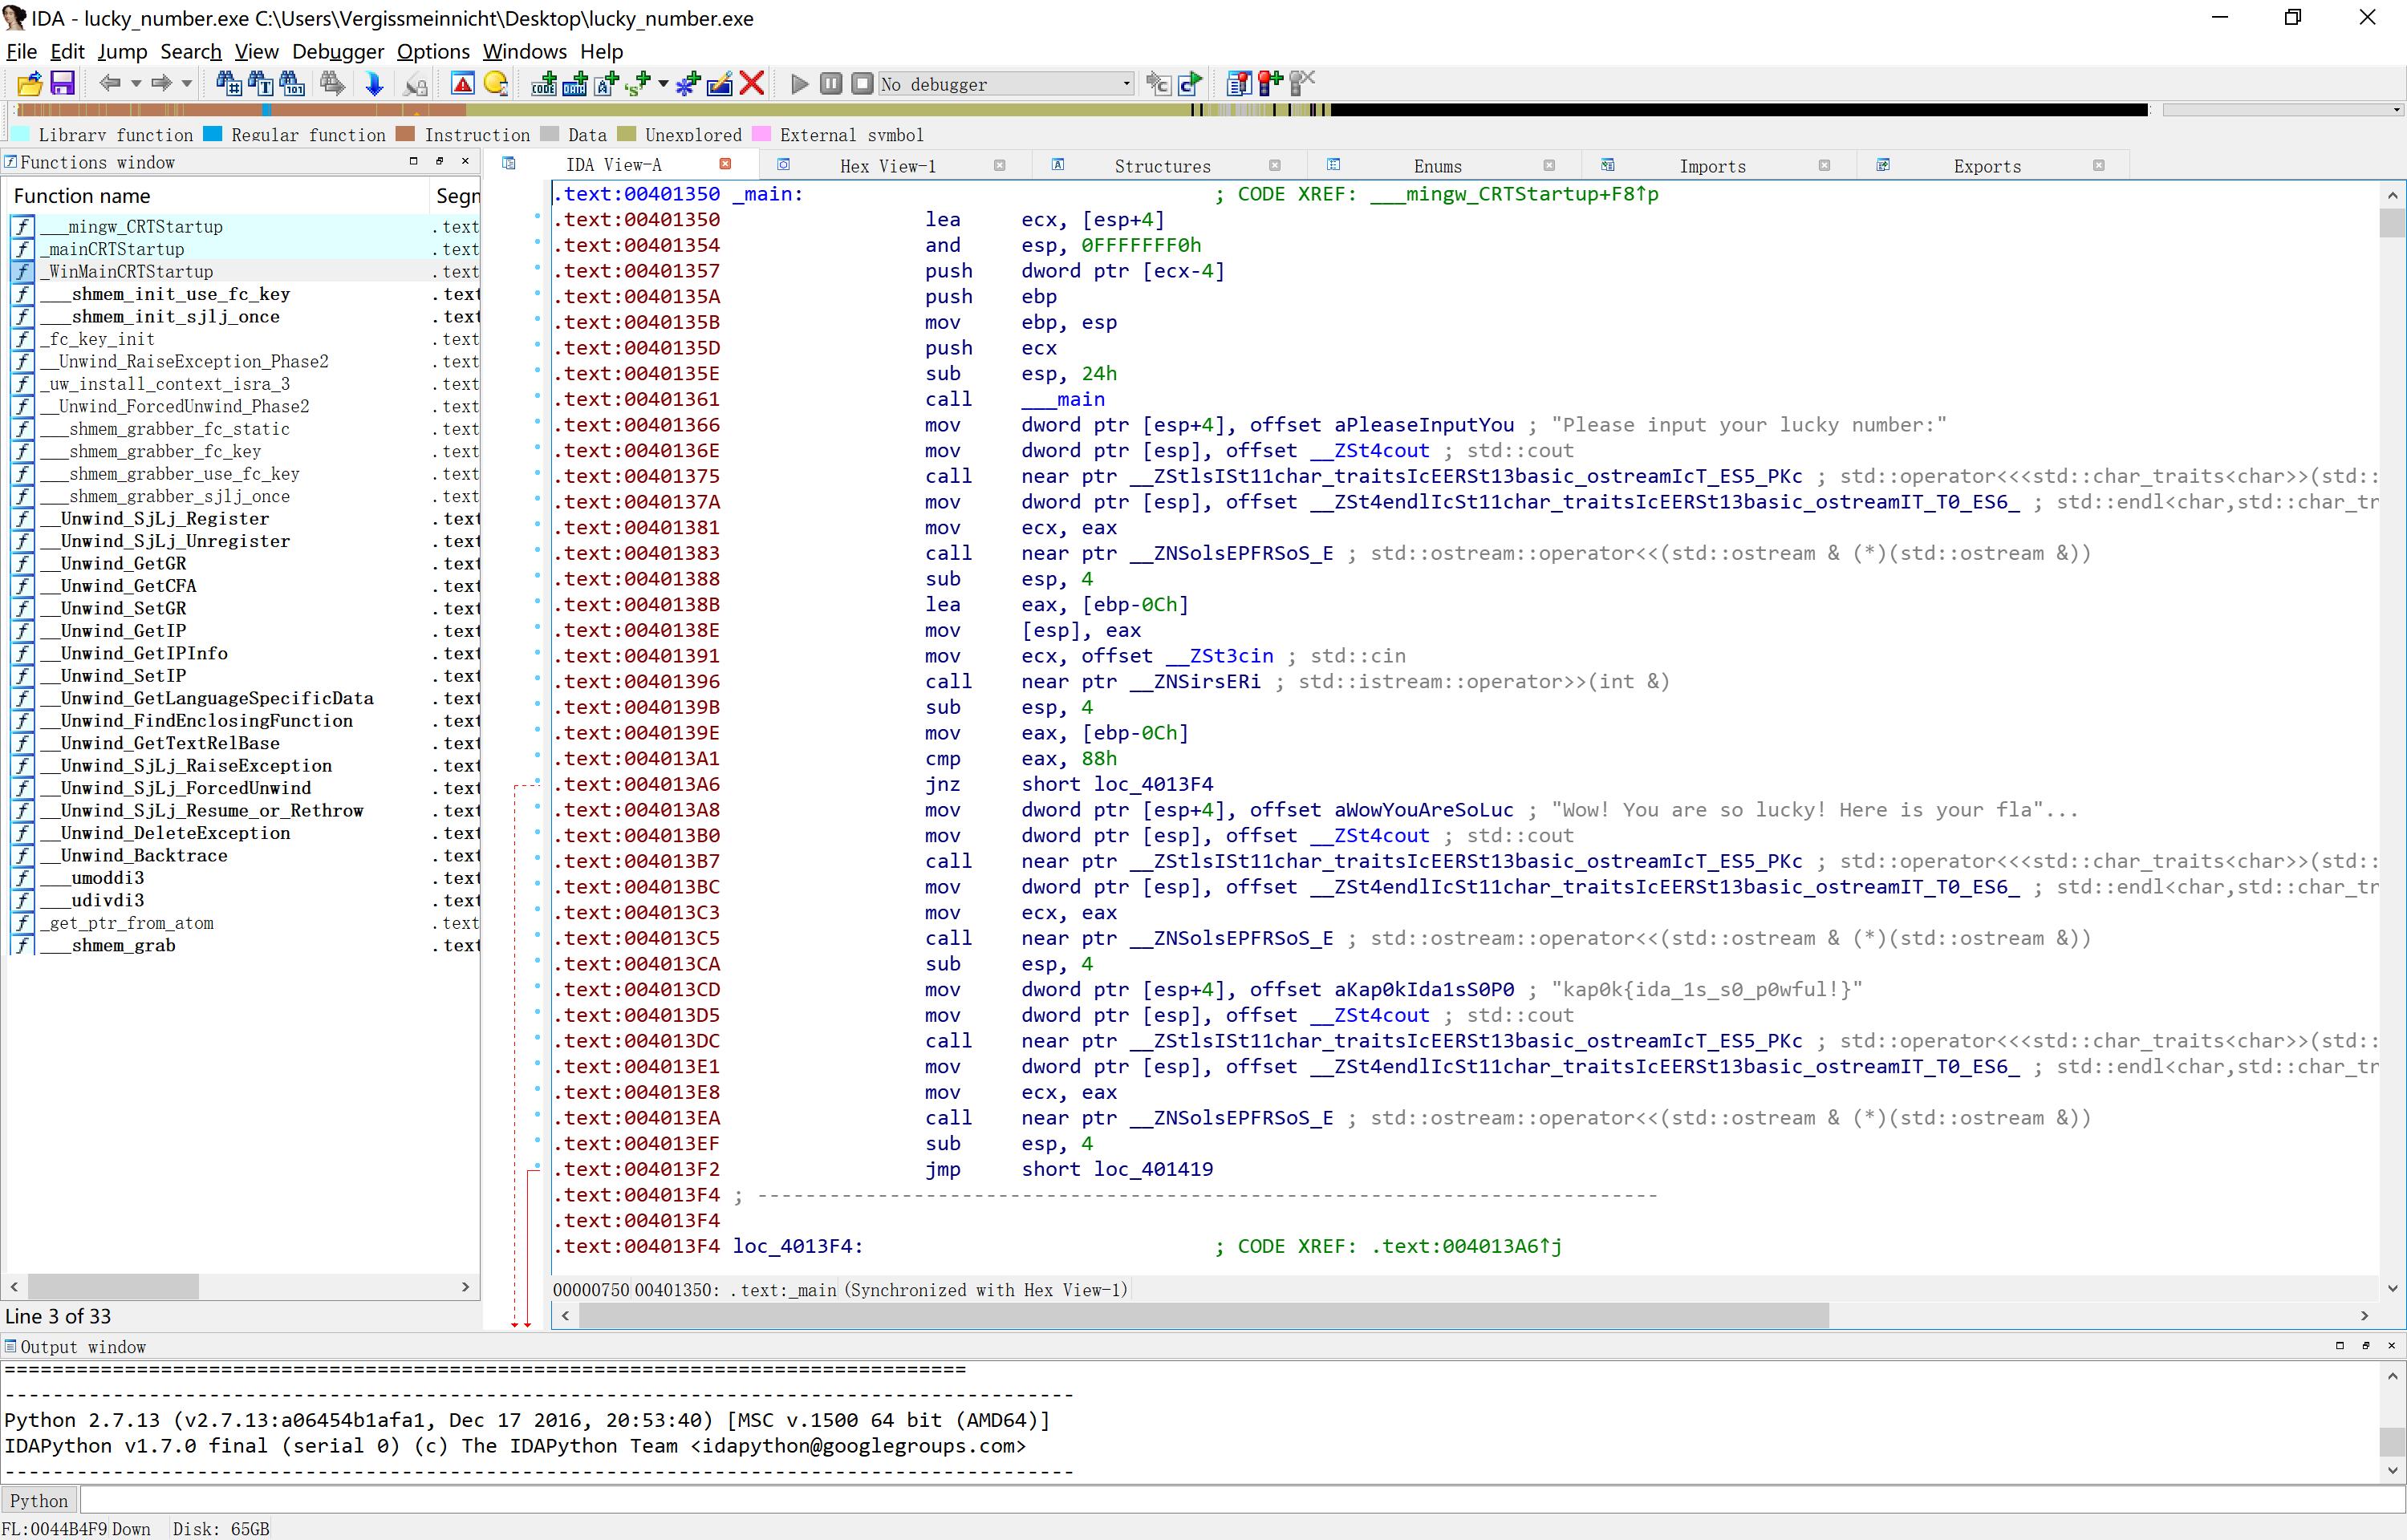 IDA - lucky_number.exe C:\Users\Vergissmeinnicht\Desktop\lucky_number.exe
File Edit Jump Search View Debugger Options Windows Help
No debugger
Library function Regular function Instruction Data Unexplored External symbol
Functions window
IDA View-A Hex View-1 Structures Enums Imports Exports
Function name Segm
___mingw_CRTStartup .text
_mainCRTStartup .text
_WinMainCRTStartup .text
___shmem_init_use_fc_key .text
___shmem_init_sjlj_once .text
_fc_key_init .text
__Unwind_RaiseException_Phase2 .text
_uw_install_context_isra_3 .text
__Unwind_ForcedUnwind_Phase2 .text
___shmem_grabber_fc_static .text
___shmem_grabber_fc_key .text
___shmem_grabber_use_fc_key .text
___shmem_grabber_sjlj_once .text
__Unwind_SjLj_Register .text
__Unwind_SjLj_Unregister .text
__Unwind_GetGR .text
__Unwind_GetCFA .text
__Unwind_SetGR .text
__Unwind_GetIP .text
__Unwind_GetIPInfo .text
__Unwind_SetIP .text
__Unwind_GetLanguageSpecificData .text
__Unwind_FindEnclosingFunction .text
__Unwind_GetTextRelBase .text
__Unwind_SjLj_RaiseException .text
__Unwind_SjLj_ForcedUnwind .text
__Unwind_SjLj_Resume_or_Rethrow .text
__Unwind_DeleteException .text
__Unwind_Backtrace .text
___umoddi3 .text
___udivdi3 .text
_get_ptr_from_atom .text
___shmem_grab .text
Line 3 of 33
.text:00401350 _main: ; CODE XREF: ___mingw_CRTStartup+F8↑p
.text:00401350 lea ecx, [esp+4]
.text:00401354 and esp, 0FFFFFFF0h
.text:00401357 push dword ptr [ecx-4]
.text:0040135A push ebp
.text:0040135B mov ebp, esp
.text:0040135D push ecx
.text:0040135E sub esp, 24h
.text:00401361 call ___main
.text:00401366 mov dword ptr [esp+4], offset aPleaseInputYou ; "Please input your lucky number:"
.text:0040136E mov dword ptr [esp], offset __ZSt4cout ; std::cout
.text:00401375 call near ptr __ZStlsISt11char_traitsIcEERSt13basic_ostreamIcT_ES5_PKc ; std::operator<<<std::char_traits<char>>(std::
.text:0040137A mov dword ptr [esp], offset __ZSt4endlIcSt11char_traitsIcEERSt13basic_ostreamIT_T0_ES6_ ; std::endl<char,std::char_tr
.text:00401381 mov ecx, eax
.text:00401383 call near ptr __ZNSolsEPFRSoS_E ; std::ostream::operator<<(std::ostream & (*)(std::ostream &))
.text:00401388 sub esp, 4
.text:0040138B lea eax, [ebp-0Ch]
.text:0040138E mov [esp], eax
.text:00401391 mov ecx, offset __ZSt3cin ; std::cin
.text:00401396 call near ptr __ZNSirsERi ; std::istream::operator>>(int &)
.text:0040139B sub esp, 4
.text:0040139E mov eax, [ebp-0Ch]
.text:004013A1 cmp eax, 88h
.text:004013A6 jnz short loc_4013F4
.text:004013A8 mov dword ptr [esp+4], offset aWowYouAreSoLuc ; "Wow! You are so lucky! Here is your fla"...
.text:004013B0 mov dword ptr [esp], offset __ZSt4cout ; std::cout
.text:004013B7 call near ptr __ZStlsISt11char_traitsIcEERSt13basic_ostreamIcT_ES5_PKc ; std::operator<<<std::char_traits<char>>(std::
.text:004013BC mov dword ptr [esp], offset __ZSt4endlIcSt11char_traitsIcEERSt13basic_ostreamIT_T0_ES6_ ; std::endl<char,std::char_tr
.text:004013C3 mov ecx, eax
.text:004013C5 call near ptr __ZNSolsEPFRSoS_E ; std::ostream::operator<<(std::ostream & (*)(std::ostream &))
.text:004013CA sub esp, 4
.text:004013CD mov dword ptr [esp+4], offset aKap0kIda1sS0P0 ; "kap0k{ida_1s_s0_p0wful!}"
.text:004013D5 mov dword ptr [esp], offset __ZSt4cout ; std::cout
.text:004013DC call near ptr __ZStlsISt11char_traitsIcEERSt13basic_ostreamIcT_ES5_PKc ; std::operator<<<std::char_traits<char>>(std::
.text:004013E1 mov dword ptr [esp], offset __ZSt4endlIcSt11char_traitsIcEERSt13basic_ostreamIT_T0_ES6_ ; std::endl<char,std::char_tr
.text:004013E8 mov ecx, eax
.text:004013EA call near ptr __ZNSolsEPFRSoS_E ; std::ostream::operator<<(std::ostream & (*)(std::ostream &))
.text:004013EF sub esp, 4
.text:004013F2 jmp short loc_401419
.text:004013F4 ; ---------------------------------------------------------------------------
.text:004013F4
.text:004013F4 loc_4013F4: ; CODE XREF: .text:004013A6↑j
00000750 00401350: .text:_main (Synchronized with Hex View-1)
Output window
================================================================================
-----------------------------------------------------------------------------------------
Python 2.7.13 (v2.7.13:a06454b1afa1, Dec 17 2016, 20:53:40) [MSC v.1500 64 bit (AMD64)]
IDAPython v1.7.0 final (serial 0) (c) The IDAPython Team <idapython@googlegroups.com>
-----------------------------------------------------------------------------------------
Python
FL:0044B4F9 Down Disk: 65GB